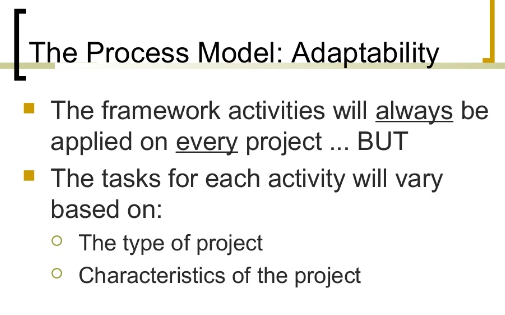 The Process Model: Adaptability
The framework activities will always be
applied on every project ... BUT
The tasks for each activity will vary
based on:
The type of project
Characteristics of the project